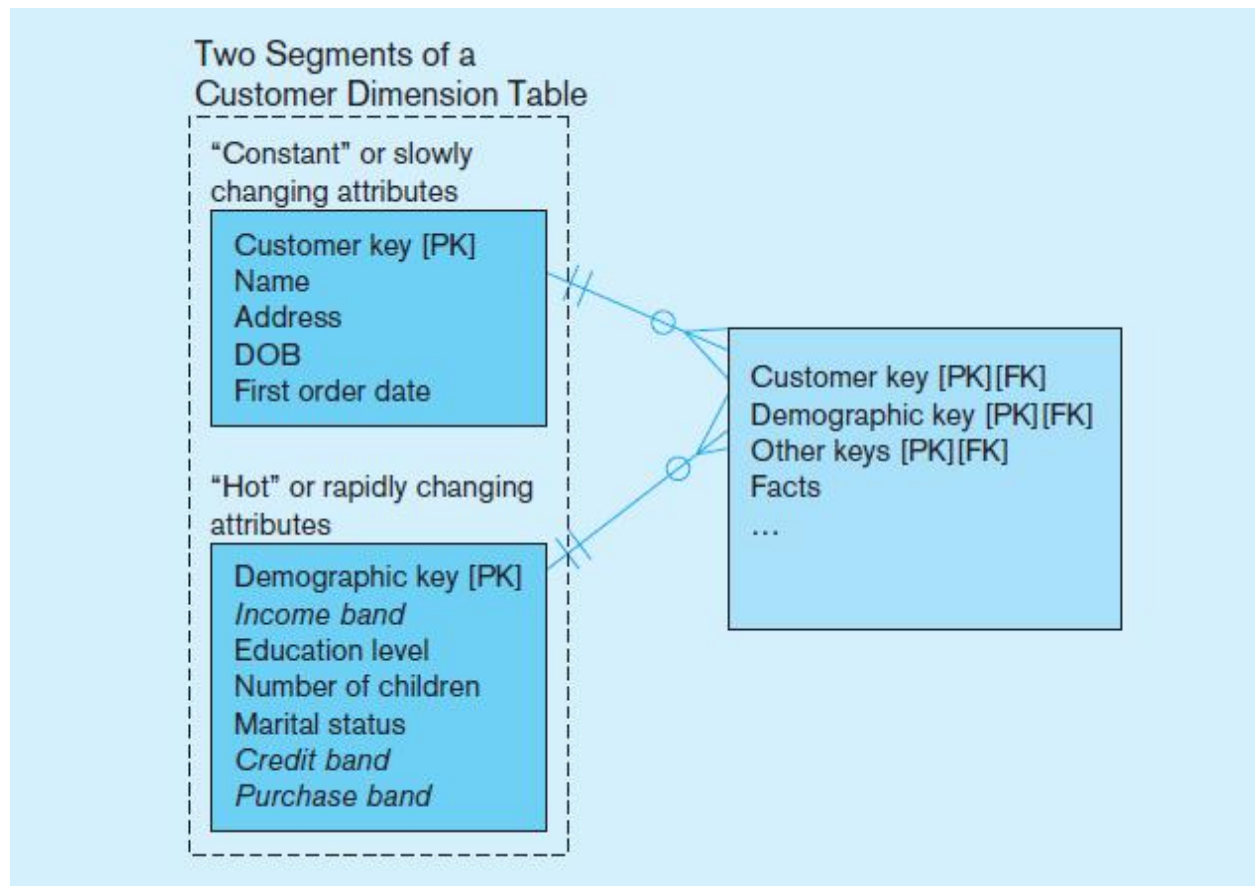 Two Segments of a
Customer Dimension Table
“Constant” or slowly
changing attributes
Customer key [PK]
Name
Address
DOB
First order date
“Hot” or rapidly changing
attributes
Demographic key [PK]
Income band
Education level
Number of children
Marital status
Credit band
Purchase band
Customer key [PK][FK]
Demographic key [PK][FK]
Other keys [PK][FK]
Facts
…